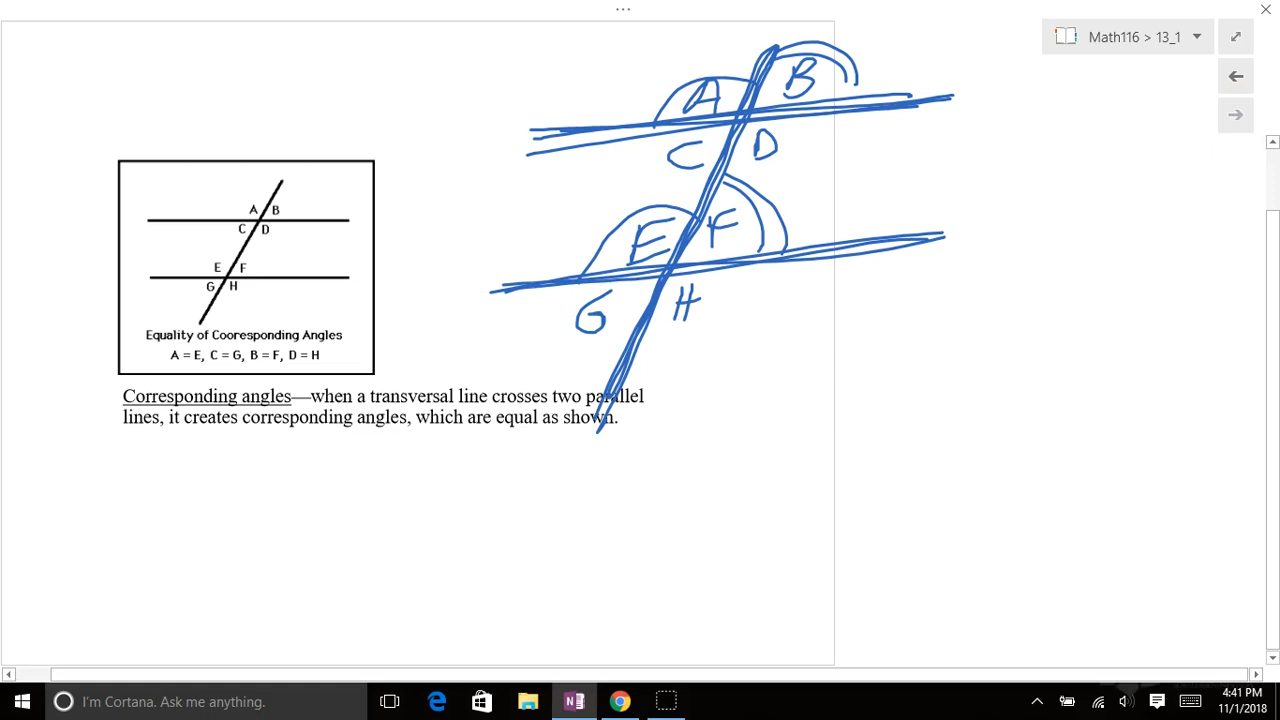 Math116 > 13_1
A B
C D
E F
G H
A B
C D
E F
G H
Equality of Cooresponding Angles
A = E, C = G, B = F, D = H
Corresponding angles—when a transversal line crosses two parallel
lines, it creates corresponding angles, which are equal as shown.
I'm Cortana. Ask me anything.
4:41 PM
11/1/2018